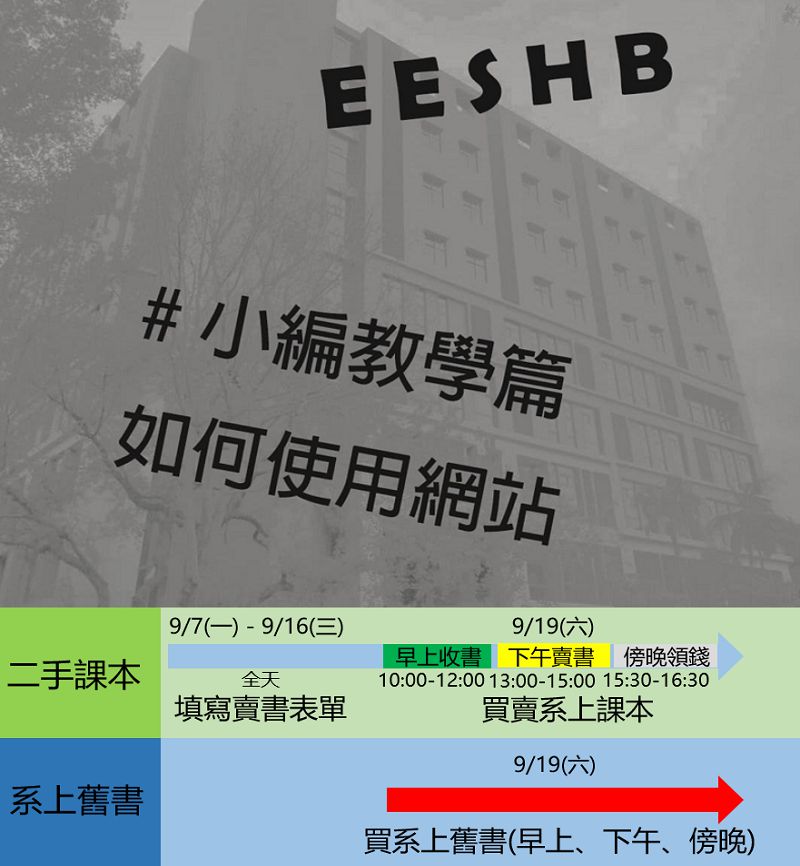 EESHB
# 小編教學篇
如何使用網站
9/7(一) - 9/16(三)
9/19(六)
二手課本
早上收書
下午賣書
傍晚領錢
全天
10:00-12:00
13:00-15:00
15:30-16:30
填寫賣書表單
買賣系上課本
9/19(六)
系上舊書
買系上舊書(早上、下午、傍晚)